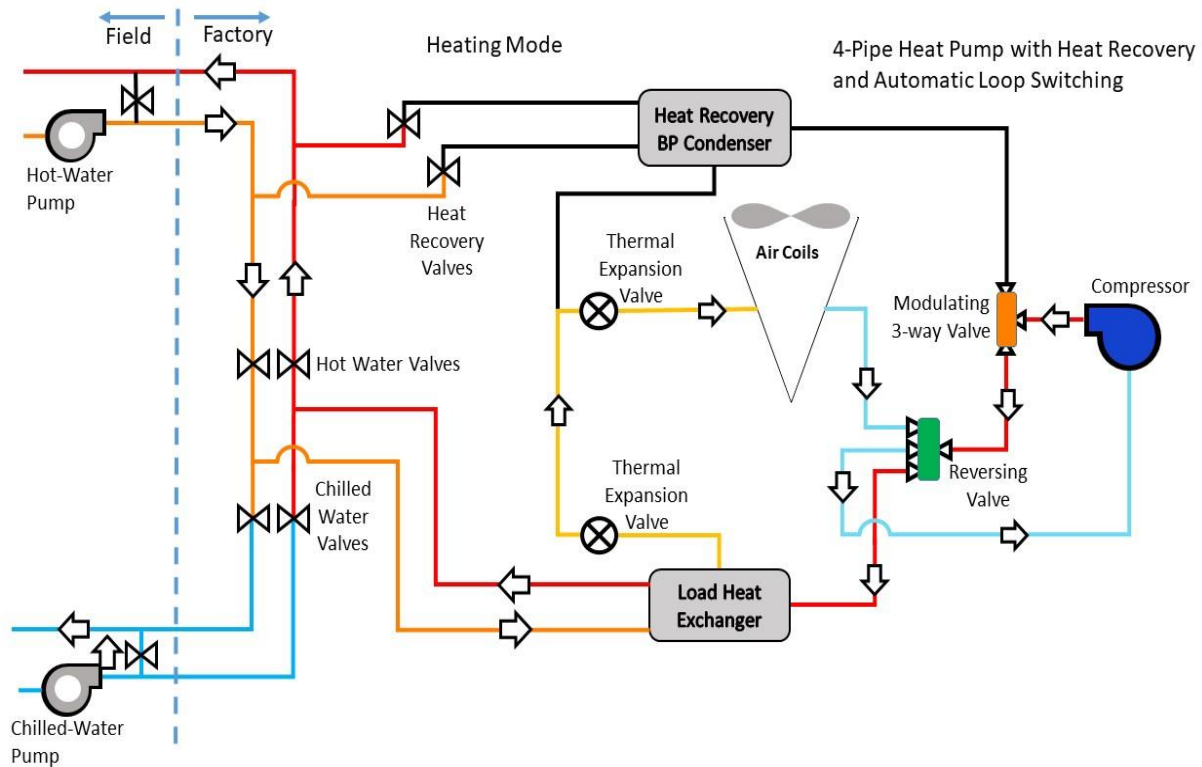 Field
Factory
Heating Mode
4-Pipe Heat Pump with Heat Recovery
and Automatic Loop Switching
Heat Recovery
BP Condenser
Hot-Water
Pump
Heat
Recovery
Valves
Thermal
Expansion
Valve
Air Coils
Modulating
3-way Valve
Compressor
Hot Water Valves
Chilled
Water
Valves
Thermal
Expansion
Valve
Reversing
Valve
Load Heat
Exchanger
Chilled-Water
Pump